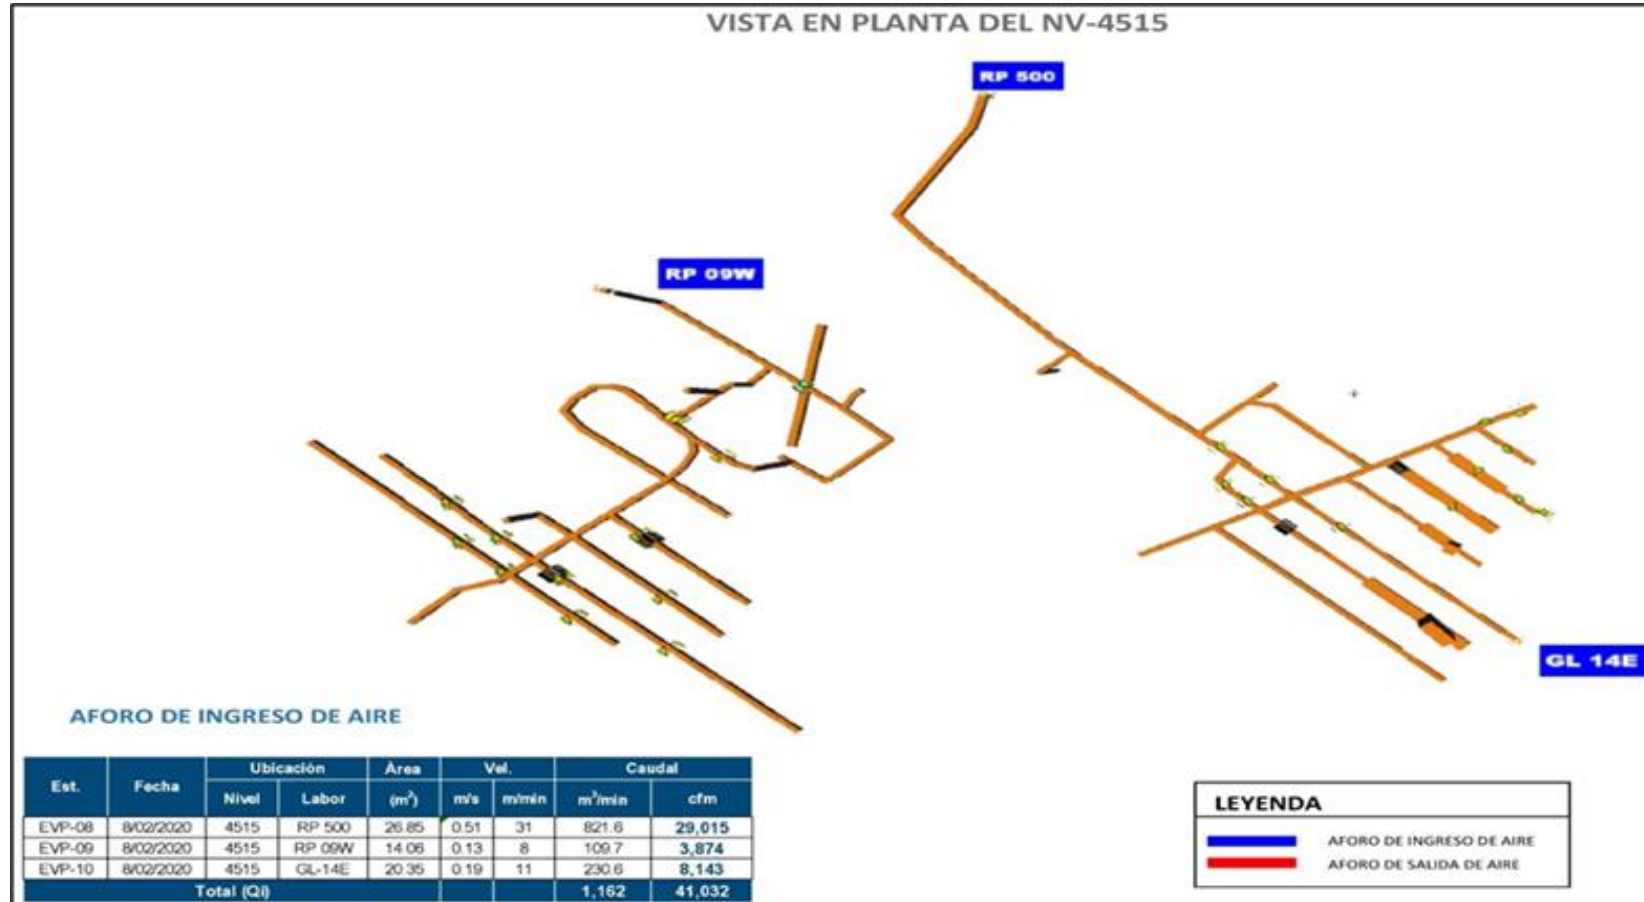 VISTA EN PLANTA DEL NV-4515
RP 500
RP 09W
GL 14E
AFORO DE INGRESO DE AIRE
Est. Fecha Ubicación Área Vel. Caudal
Nivel Labor (m²) m/s m/min m³/min cfm
EVP-08 8/02/2020 4515 RP 500 26.85 0.51 31 821.6 29,015
EVP-09 8/02/2020 4515 RP 09W 14.06 0.13 8 109.7 3,874
EVP-10 8/02/2020 4515 GL-14E 20.35 0.19 11 230.6 8,143
Total (Qi) 1,162 41,032
LEYENDA
AFORO DE INGRESO DE AIRE
AFORO DE SALIDA DE AIRE